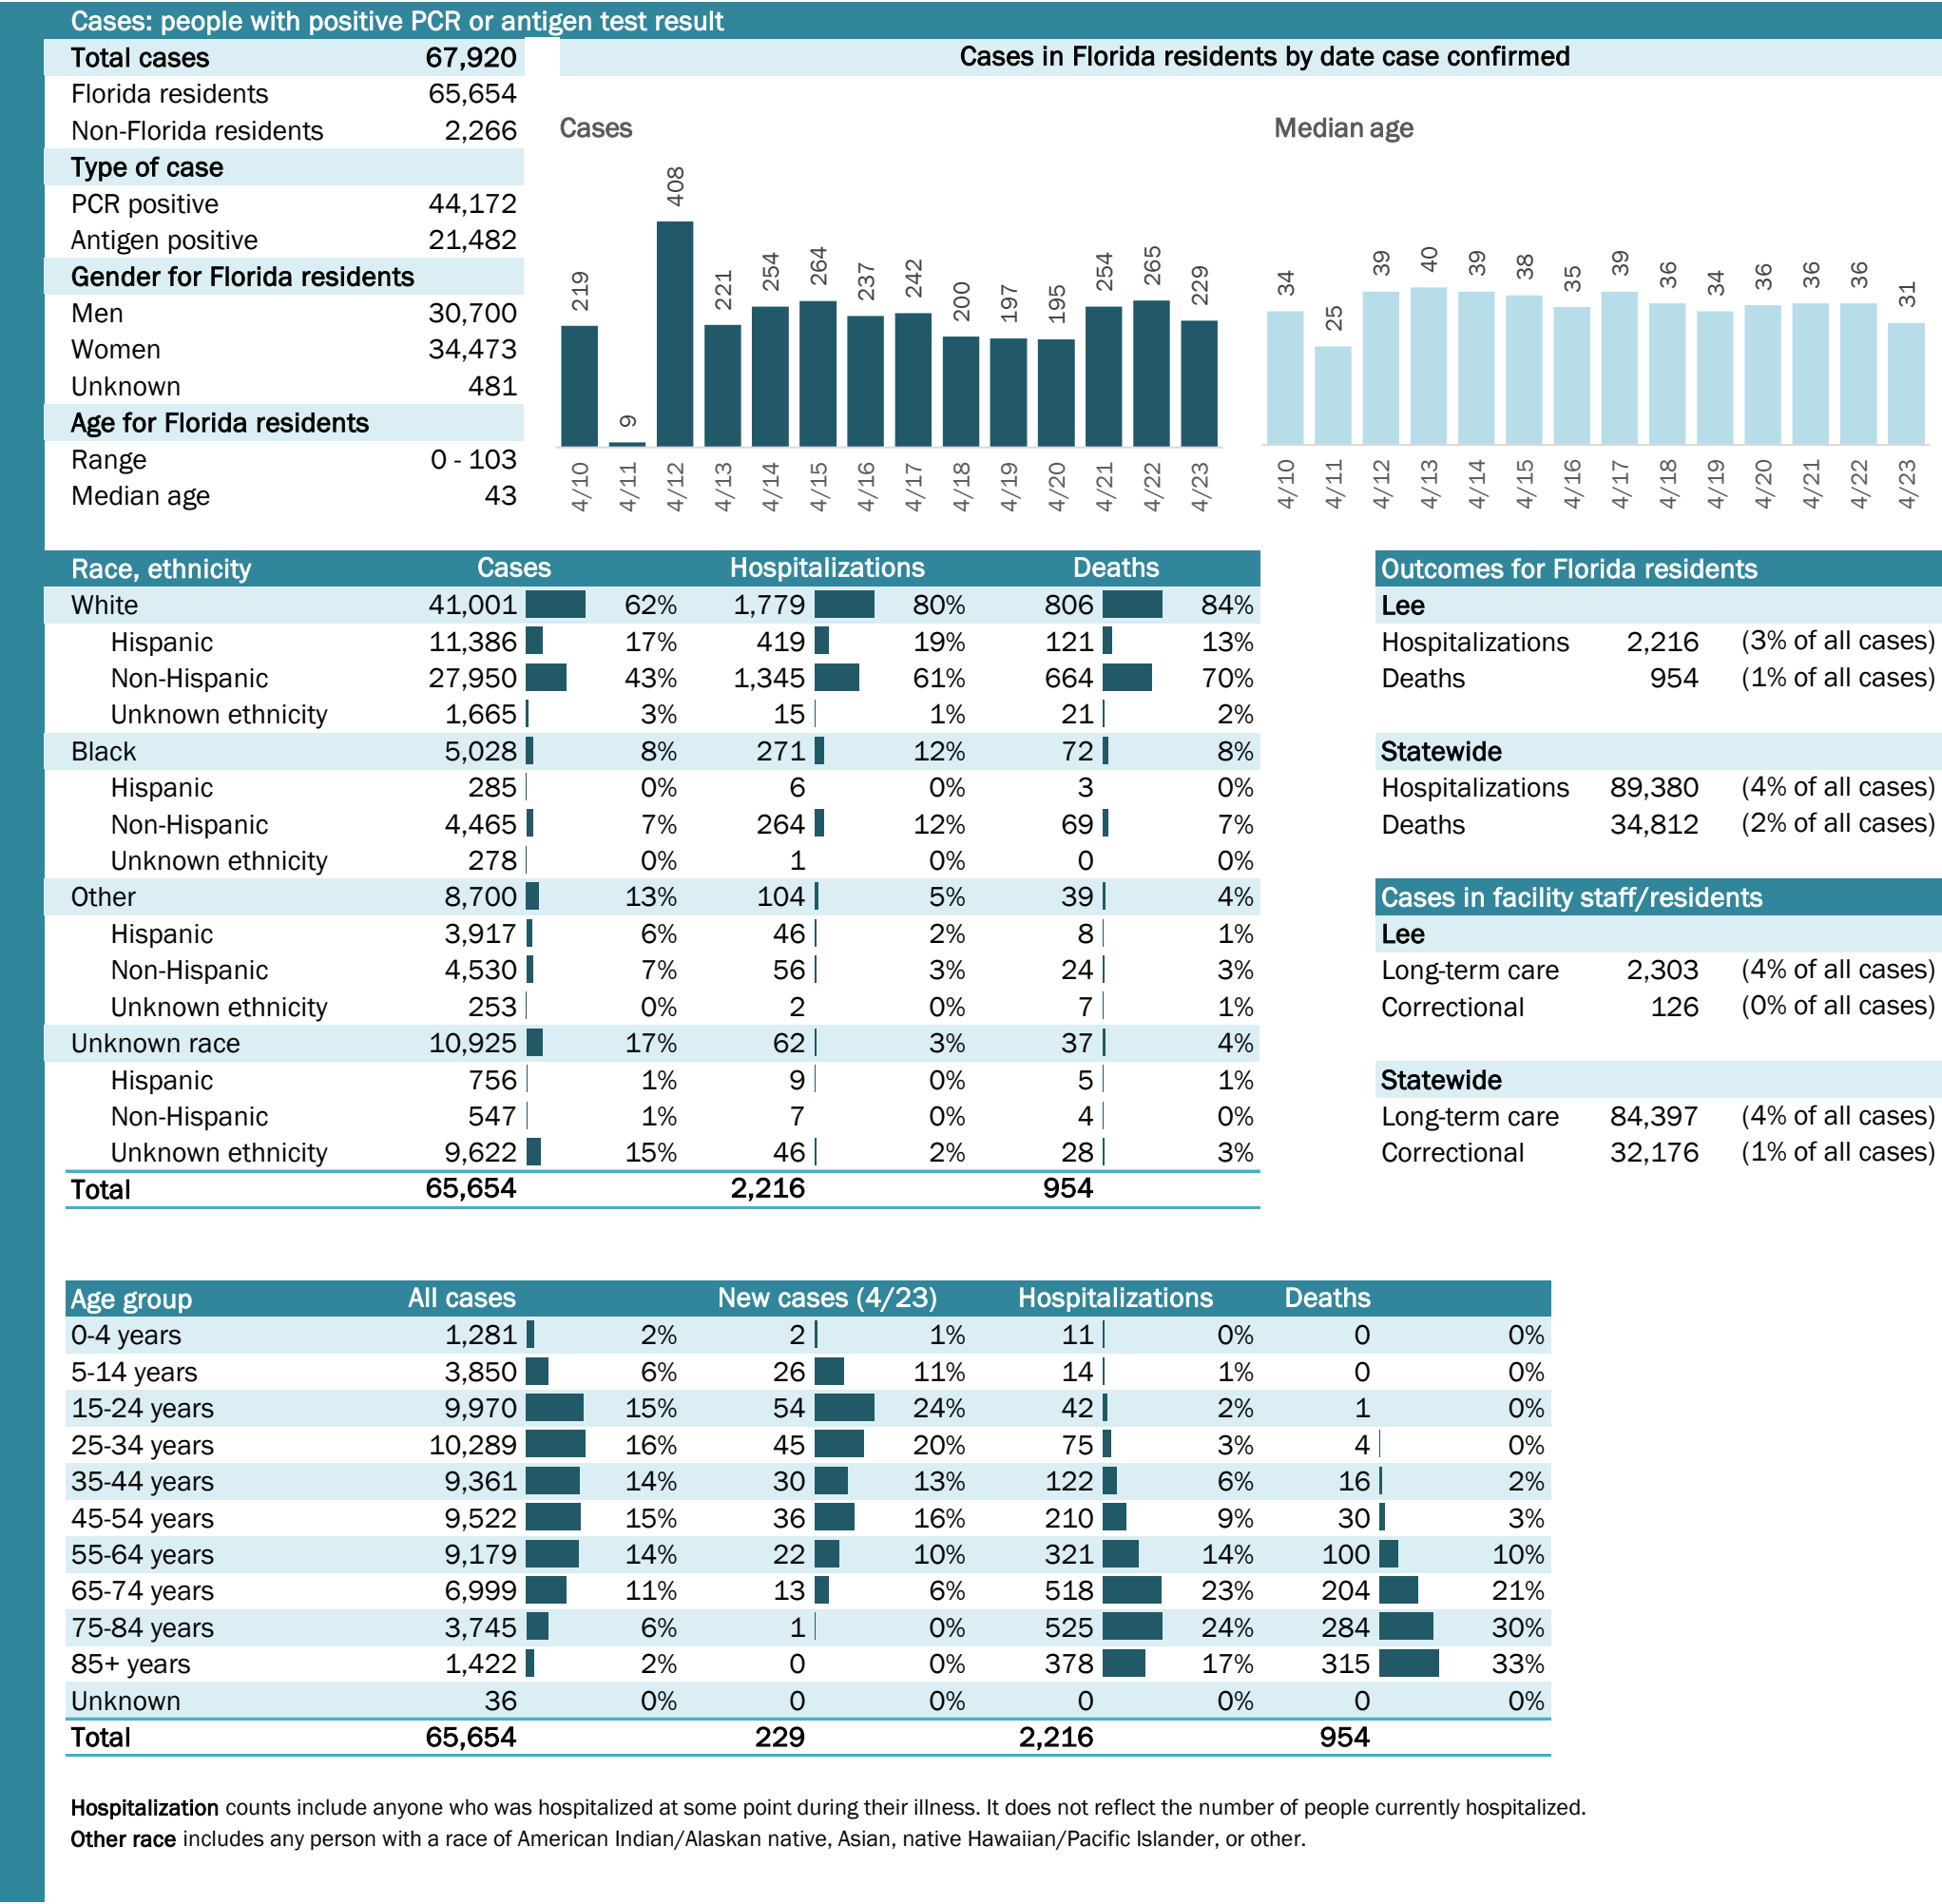 Cases: people with positive PCR or antigen test result
Total cases 67,920
Florida residents 65,654
Non-Florida residents 2,266
Type of case
PCR positive 44,172
Antigen positive 21,482
Gender for Florida residents
Men 30,700
Women 34,473
Unknown 481
Age for Florida residents
Range 0 - 103
Median age 43
Cases in Florida residents by date case confirmed
Cases
219 9 408 221 254 264 237 242 200 197 195 254 265 229
4/10 4/11 4/12 4/13 4/14 4/15 4/16 4/17 4/18 4/19 4/20 4/21 4/22 4/23
Median age
34 25 39 40 39 38 35 39 36 34 36 36 36 31
4/10 4/11 4/12 4/13 4/14 4/15 4/16 4/17 4/18 4/19 4/20 4/21 4/22 4/23
Race, ethnicity Cases Hospitalizations Deaths
White 41,001 62% 1,779 80% 806 84%
Hispanic 11,386 17% 419 19% 121 13%
Non-Hispanic 27,950 43% 1,345 61% 664 70%
Unknown ethnicity 1,665 3% 15 1% 21 2%
Black 5,028 8% 271 12% 72 8%
Hispanic 285 0% 6 0% 3 0%
Non-Hispanic 4,465 7% 264 12% 69 7%
Unknown ethnicity 278 0% 1 0% 0 0%
Other 8,700 13% 104 5% 39 4%
Hispanic 3,917 6% 46 2% 8 1%
Non-Hispanic 4,530 7% 56 3% 24 3%
Unknown ethnicity 253 0% 2 0% 7 1%
Unknown race 10,925 17% 62 3% 37 4%
Hispanic 756 1% 9 0% 5 1%
Non-Hispanic 547 1% 7 0% 4 0%
Unknown ethnicity 9,622 15% 46 2% 28 3%
Total 65,654 2,216 954
Outcomes for Florida residents
Lee
Hospitalizations 2,216 (3% of all cases)
Deaths 954 (1% of all cases)
Statewide
Hospitalizations 89,380 (4% of all cases)
Deaths 34,812 (2% of all cases)
Cases in facility staff/residents
Lee
Long-term care 2,303 (4% of all cases)
Correctional 126 (0% of all cases)
Statewide
Long-term care 84,397 (4% of all cases)
Correctional 32,176 (1% of all cases)
Age group All cases New cases (4/23) Hospitalizations Deaths
0-4 years 1,281 2% 2 1% 11 0% 0 0%
5-14 years 3,850 6% 26 11% 14 1% 0 0%
15-24 years 9,970 15% 54 24% 42 2% 1 0%
25-34 years 10,289 16% 45 20% 75 3% 4 0%
35-44 years 9,361 14% 30 13% 122 6% 16 2%
45-54 years 9,522 15% 36 16% 210 9% 30 3%
55-64 years 9,179 14% 22 10% 321 14% 100 10%
65-74 years 6,999 11% 13 6% 518 23% 204 21%
75-84 years 3,745 6% 1 0% 525 24% 284 30%
85+ years 1,422 2% 0 0% 378 17% 315 33%
Unknown 36 0% 0 0% 0 0% 0 0%
Total 65,654 229 2,216 954
Hospitalization counts include anyone who was hospitalized at some point during their illness. It does not reflect the number of people currently hospitalized.
Other race includes any person with a race of American Indian/Alaskan native, Asian, native Hawaiian/Pacific Islander, or other.